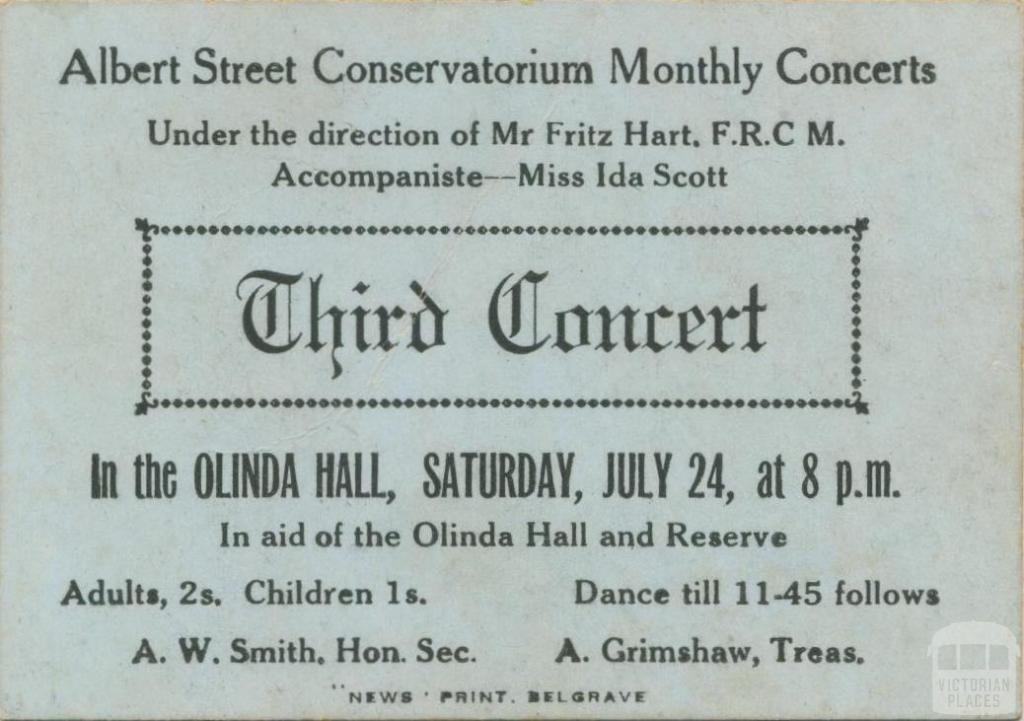 Albert Street Conservatorium Monthly Concerts
Under the direction of Mr Fritz Hart. F.R.C M.
Accompaniste—Miss Ida Scott
Third Concert
In the OLINDA HALL, SATURDAY, JULY 24, at 8 p.m.
In aid of the Olinda Hall and Reserve
Adults, 2s. Children 1s. Dance till 11-45 follows
A. W. Smith. Hon. Sec. A. Grimshaw, Treas.
"NEWS' PRINT. BELGRAVE
VICTORIAN
PLACES